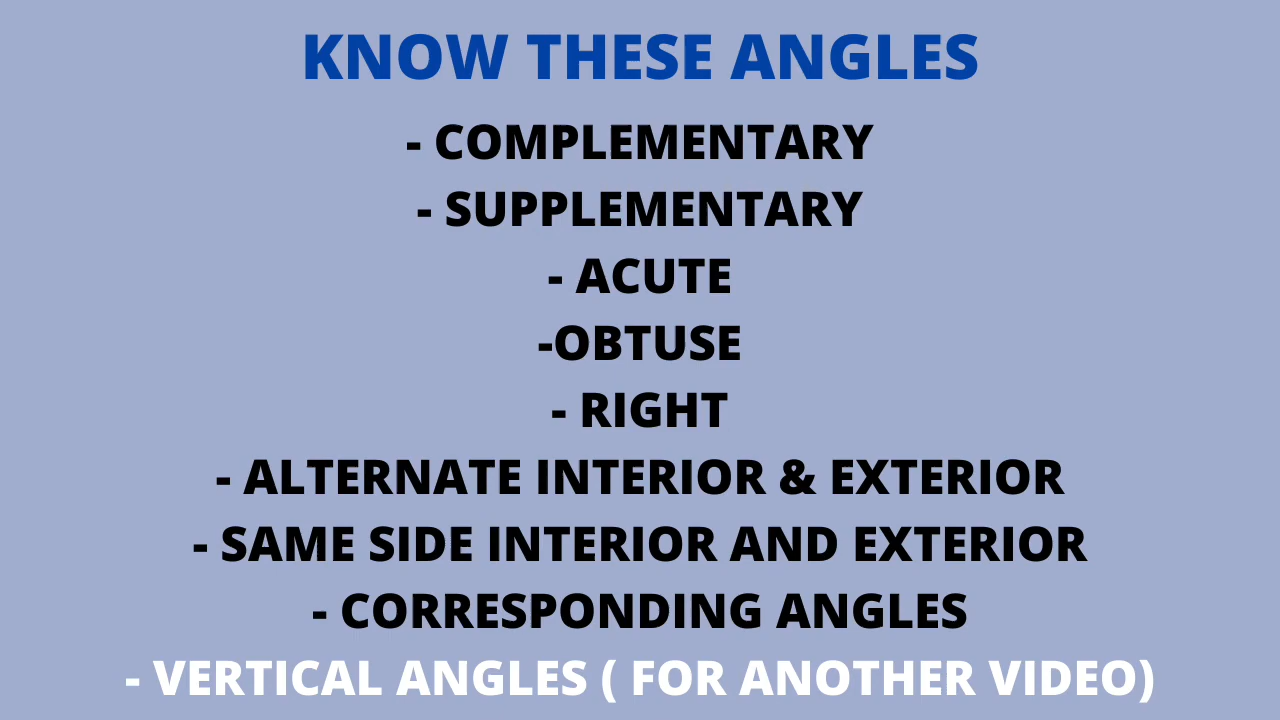 KNOW THESE ANGLES
- COMPLEMENTARY
- SUPPLEMENTARY
- ACUTE
-OBTUSE
- RIGHT
- ALTERNATE INTERIOR & EXTERIOR
- SAME SIDE INTERIOR AND EXTERIOR
- CORRESPONDING ANGLES
- VERTICAL ANGLES ( FOR ANOTHER VIDEO)